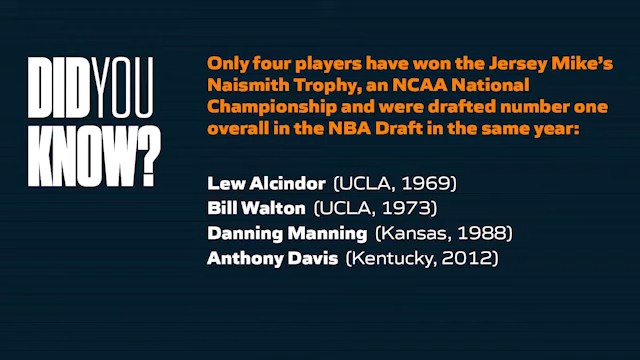 DID YOU
KNOW?
Only four players have won the Jersey Mike's
Naismith Trophy, an NCAA National
Championship and were drafted number one
overall in the NBA Draft in the same year:
Lew Alcindor (UCLA, 1969)
Bill Walton (UCLA, 1973)
Danning Manning (Kansas, 1988)
Anthony Davis (Kentucky, 2012)